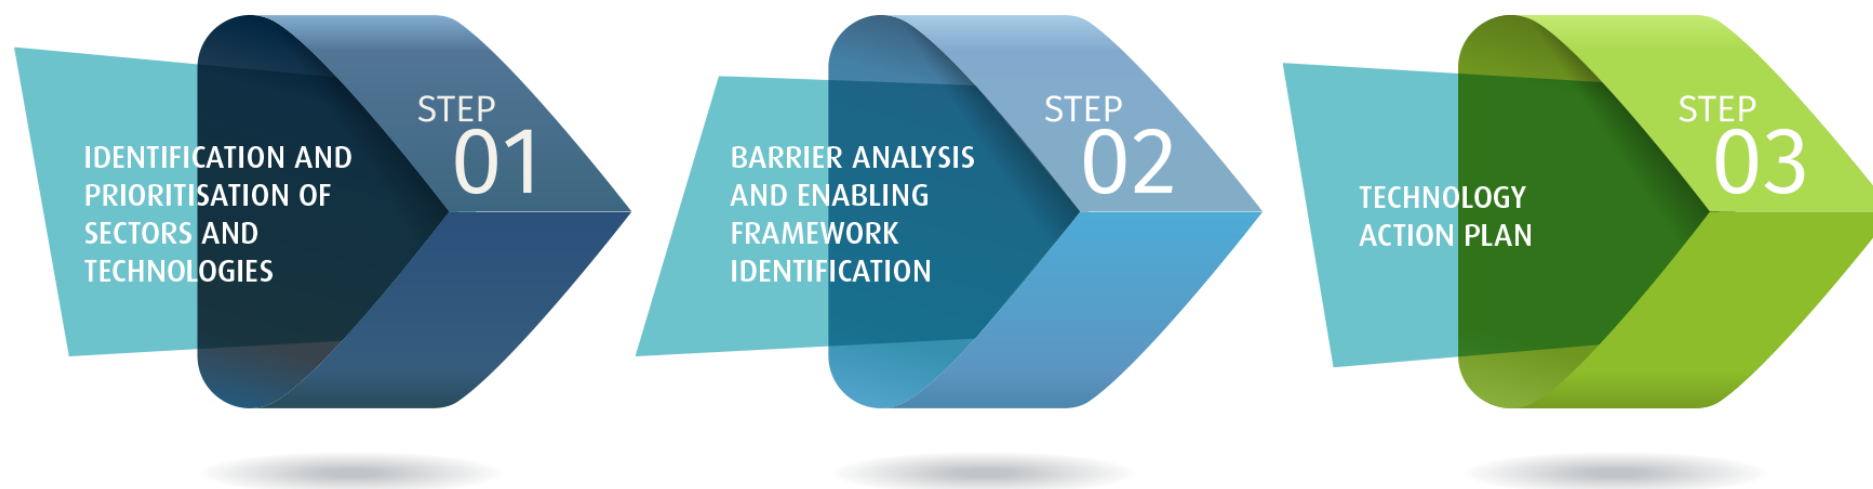 STEP
01
IDENTIFICATION AND
PRIORITISATION OF
SECTORS AND
TECHNOLOGIES
STEP
02
BARRIER ANALYSIS
AND ENABLING
FRAMEWORK
IDENTIFICATION
STEP
03
TECHNOLOGY
ACTION PLAN